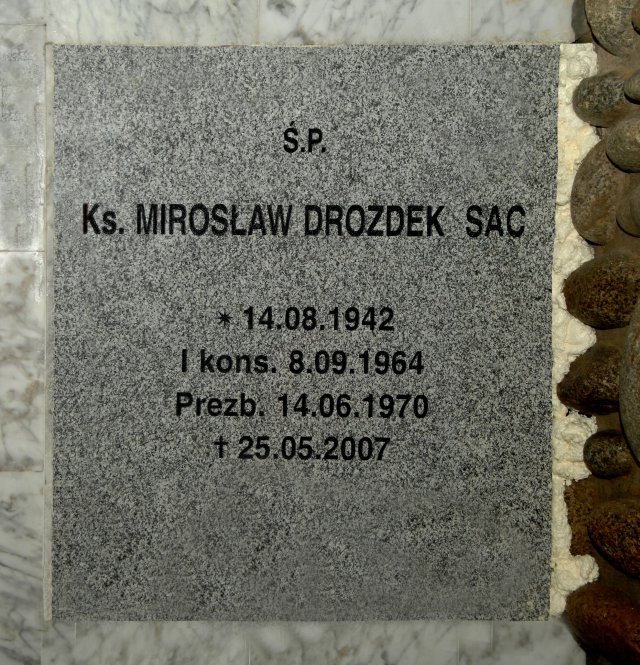 Ś.P.
Ks. MIROSŁAW DROZDEK SAC
* 14.08.1942
I kons. 8.09.1964
Prezb. 14.06.1970
† 25.05.2007